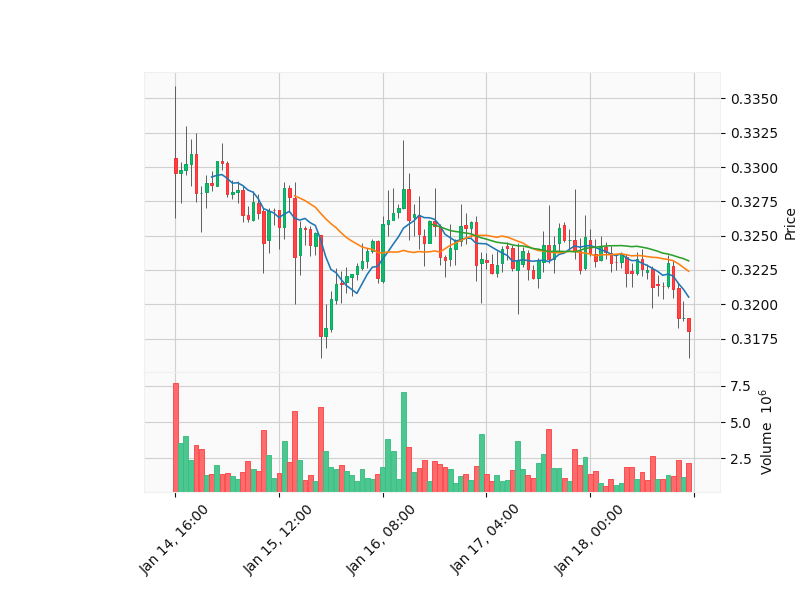 0.3350
0.3325
0.3300
0.3275
0.3250
0.3225
0.3200
0.3175
Price
7.5
5.0
2.5
Volume 10^6
Jan 14, 16:00
Jan 15, 12:00
Jan 16, 08:00
Jan 17, 04:00
Jan 18, 00:00